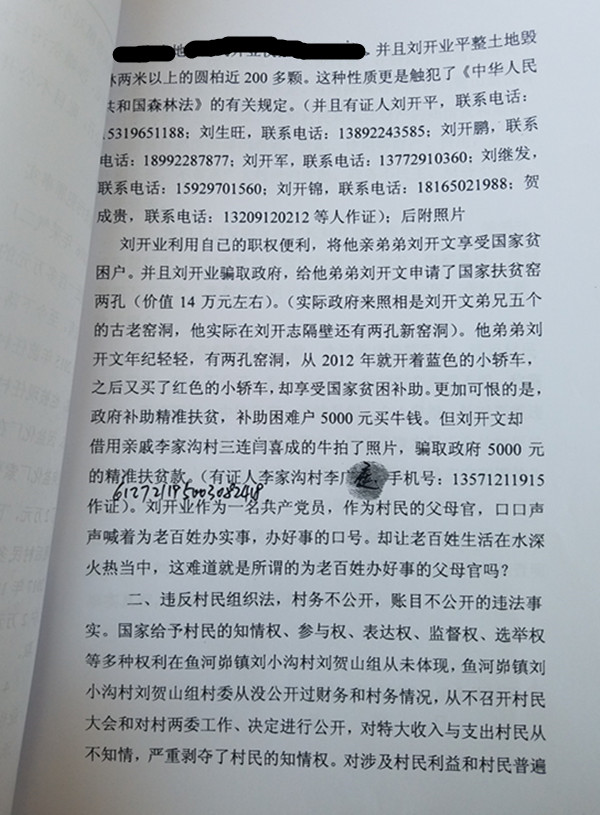 地 。并且刘开业平整土地毁
林两米以上的圆柏近 200 多颗。这种性质更是触犯了《中华人民
共和国森林法》的有关规定。（并且有证人刘开平，联系电话：
15319651188；刘生旺，联系电话：13892243585；刘开鹏，联系
电话：18992287877；刘开军，联系电话：13772910360；刘继发，
联系电话：15929701560；刘开锦，联系电话：18165021988；贺
成贵，联系电话：13209120212 等人作证）；后附照片
刘开业利用自己的职权便利，将他亲弟弟刘开文享受国家贫
困户。并且刘开业骗取政府，给他弟弟刘开文申请了国家扶贫窑
两孔（价值 14 万元左右）。（实际政府来照相是刘开文弟兄五个
的古老窑洞，他实际在刘开志隔壁还有两孔新窑洞）。他弟弟刘
开文年纪轻轻，有两孔窑洞，从 2012 年就开着蓝色的小轿车，
之后又买了红色的小轿车，却享受国家贫困补助。更加可恨的是，
政府补助精准扶贫，补助困难户 5000 元买牛钱。但刘开文却
借用亲戚李家沟村三连闫喜成的牛拍了照片，骗取政府 5000 元
的精准扶贫款，（有证人李家沟村李广 手机号：13571211915
612721195003082418
作证）。刘开业作为一名共产党员，作为村民的父母官，口口声
声喊着为老百姓办实事，办好事的口号。却让老百姓生活在水深
火热当中，这难道就是所谓的为老百姓办好事的父母官吗？
二、违反村民组织法，村务不公开，账目不公开的违法事
实。国家给予村民的知情权、参与权、表达权、监督权、选举权
等多种权利在鱼河峁镇刘小沟村刘贺山组从未体现，鱼河峁镇刘
小沟村刘贺山组村委从没公开过财务和村务情况，从不召开村民
大会和对村两委工作、决定进行公开，对特大收入与支出村民从
不知情，严重剥夺了村民的知情权。对涉及村民利益和村民普遍